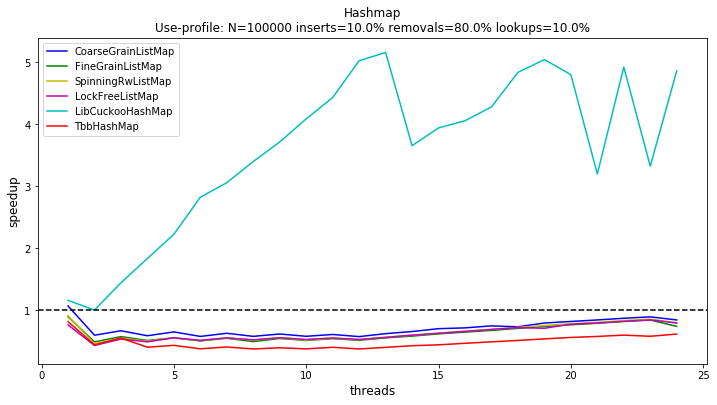 Hashmap
Use-profile: N=100000 inserts=10.0% removals=80.0% lookups=10.0%
CoarseGrainListMap
FineGrainListMap
SpinningRwListMap
LockFreeListMap
LibCuckooHashMap
TbbHashMap
speedup
5
4
3
2
1
0
5
10
15
20
25
threads